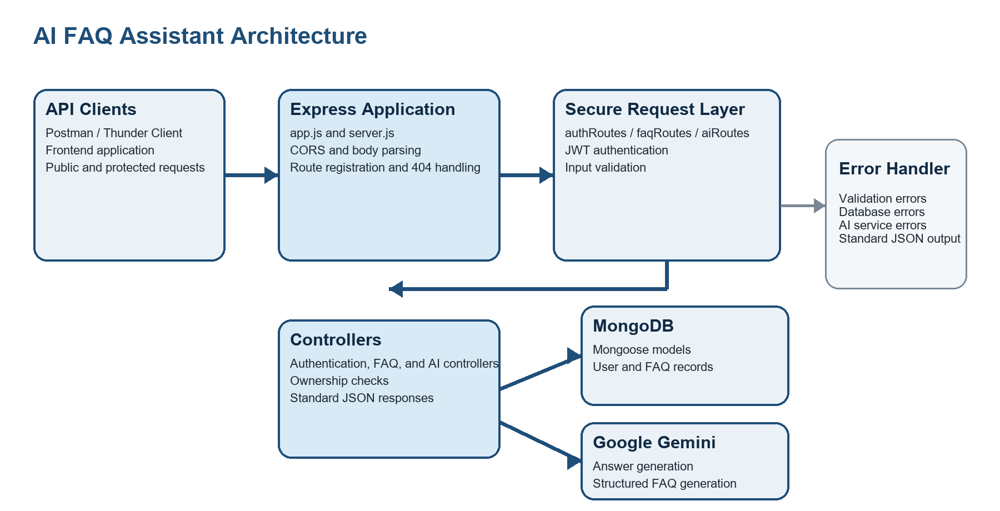 AI FAQ Assistant Architecture
API Clients
Postman / Thunder Client
Frontend application
Public and protected requests
Express Application
app.js and server.js
CORS and body parsing
Route registration and 404 handling
Secure Request Layer
authRoutes / faqRoutes / aiRoutes
JWT authentication
Input validation
Error Handler
Validation errors
Database errors
AI service errors
Standard JSON output
Controllers
Authentication, FAQ, and AI controllers
Ownership checks
Standard JSON responses
MongoDB
Mongoose models
User and FAQ records
Google Gemini
Answer generation
Structured FAQ generation